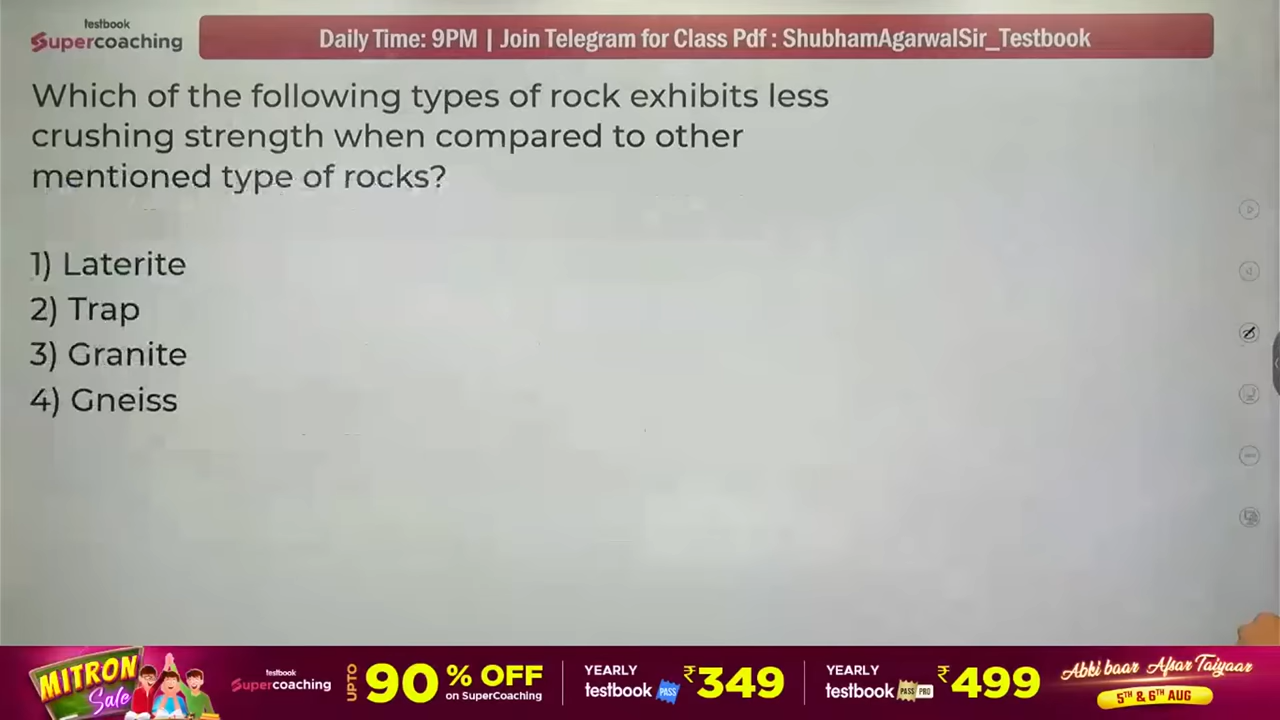 testbook
Supercoaching
Daily Time: 9PM | Join Telegram for Class Pdf : ShubhamAgarwalSir_Testbook
Which of the following types of rock exhibits less
crushing strength when compared to other
mentioned type of rocks?
1) Laterite
2) Trap
3) Granite
4) Gneiss
MITRON
Sale
testbook
Supercoaching
UPTO
90% OFF
on SuperCoaching
YEARLY
testbook PASS
₹349
YEARLY
testbook PASS PRO
₹499
Abki baar Afsar Taiyaar
5TH & 6TH AUG